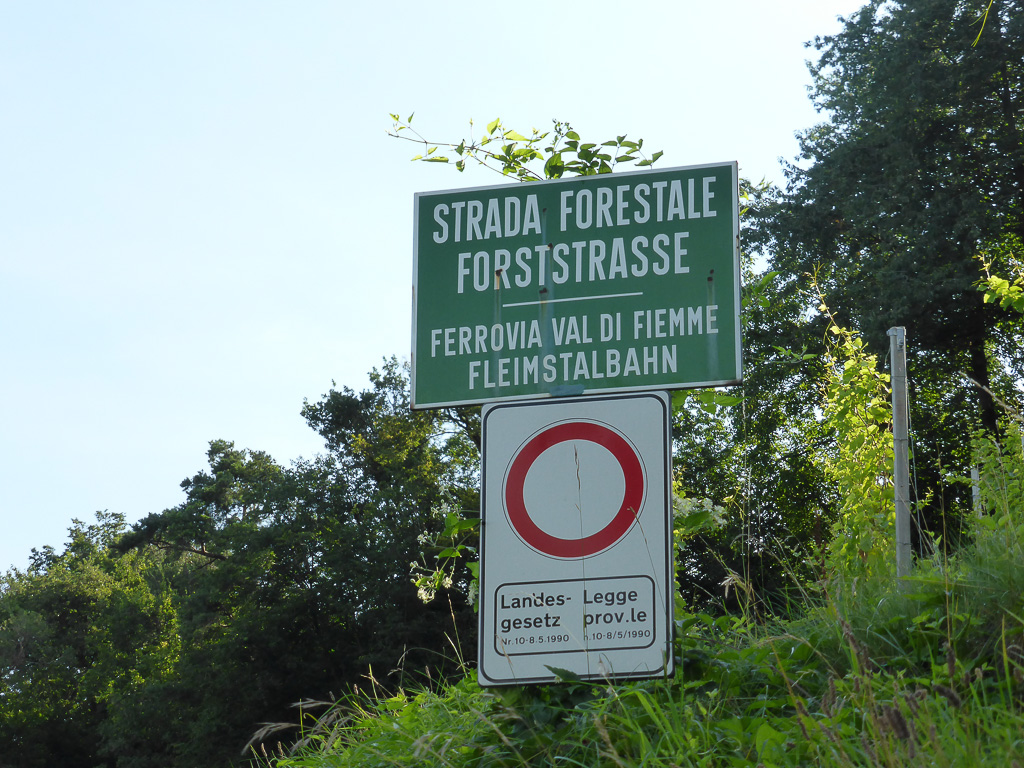 STRADA FORESTALE
FORSTSTRASSE
FERROVIA VAL DI FIEMME
FLEIMSTALBAHN
Landes-
gesetz
Nr.10-8.5.1990
Legge
prov.le
n.10-8/5/1990